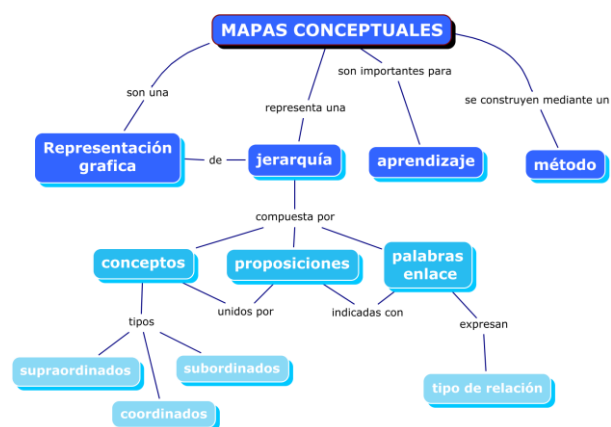 MAPAS CONCEPTUALES
son una
representa una
son importantes para
se construyen mediante un
Representación
grafica
de
jerarquía
aprendizaje
método
compuesta por
conceptos
proposiciones
palabras
enlace
unidos por
indicadas con
tipos
expresan
supraordinados
subordinados
coordinados
tipo de relación